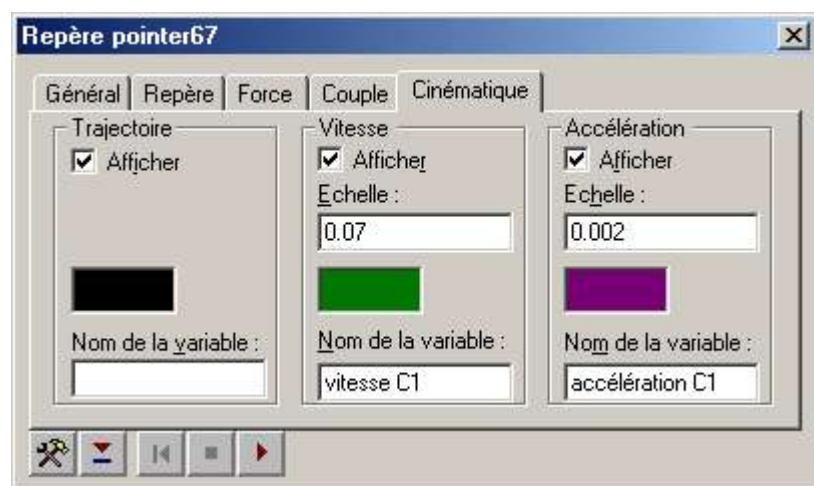 Repère pointer67
Général Repère Force Couple Cinématique
Trajectoire
Afficher
Nom de la variable :
Vitesse
Afficher
Echelle :
0.07
Nom de la variable :
vitesse C1
Accélération
Afficher
Echelle :
0.002
Nom de la variable :
accélération C1